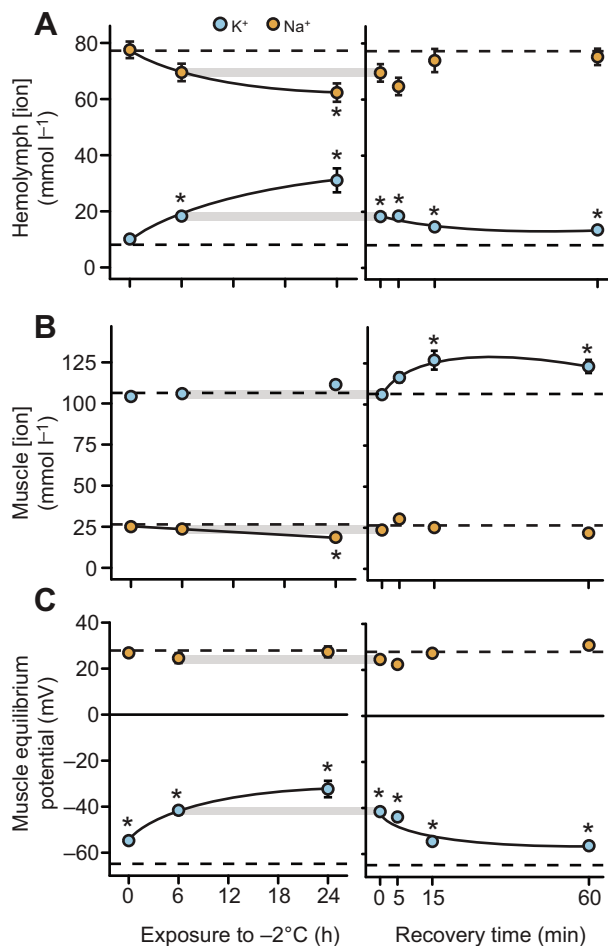 K⁺ Na⁺
A
Hemolymph [ion]
(mmol l⁻¹)
80
60
40
20
0
*
*
*
* * * *
B
Muscle [ion]
(mmol l⁻¹)
125
100
75
50
25
0
*
* *
C
Muscle equilibrium
potential (mV)
40
20
0
–20
–40
–60
* * *
* * * *
0 6 12 18 24
0 5 15 60
Exposure to –2°C (h)
Recovery time (min)